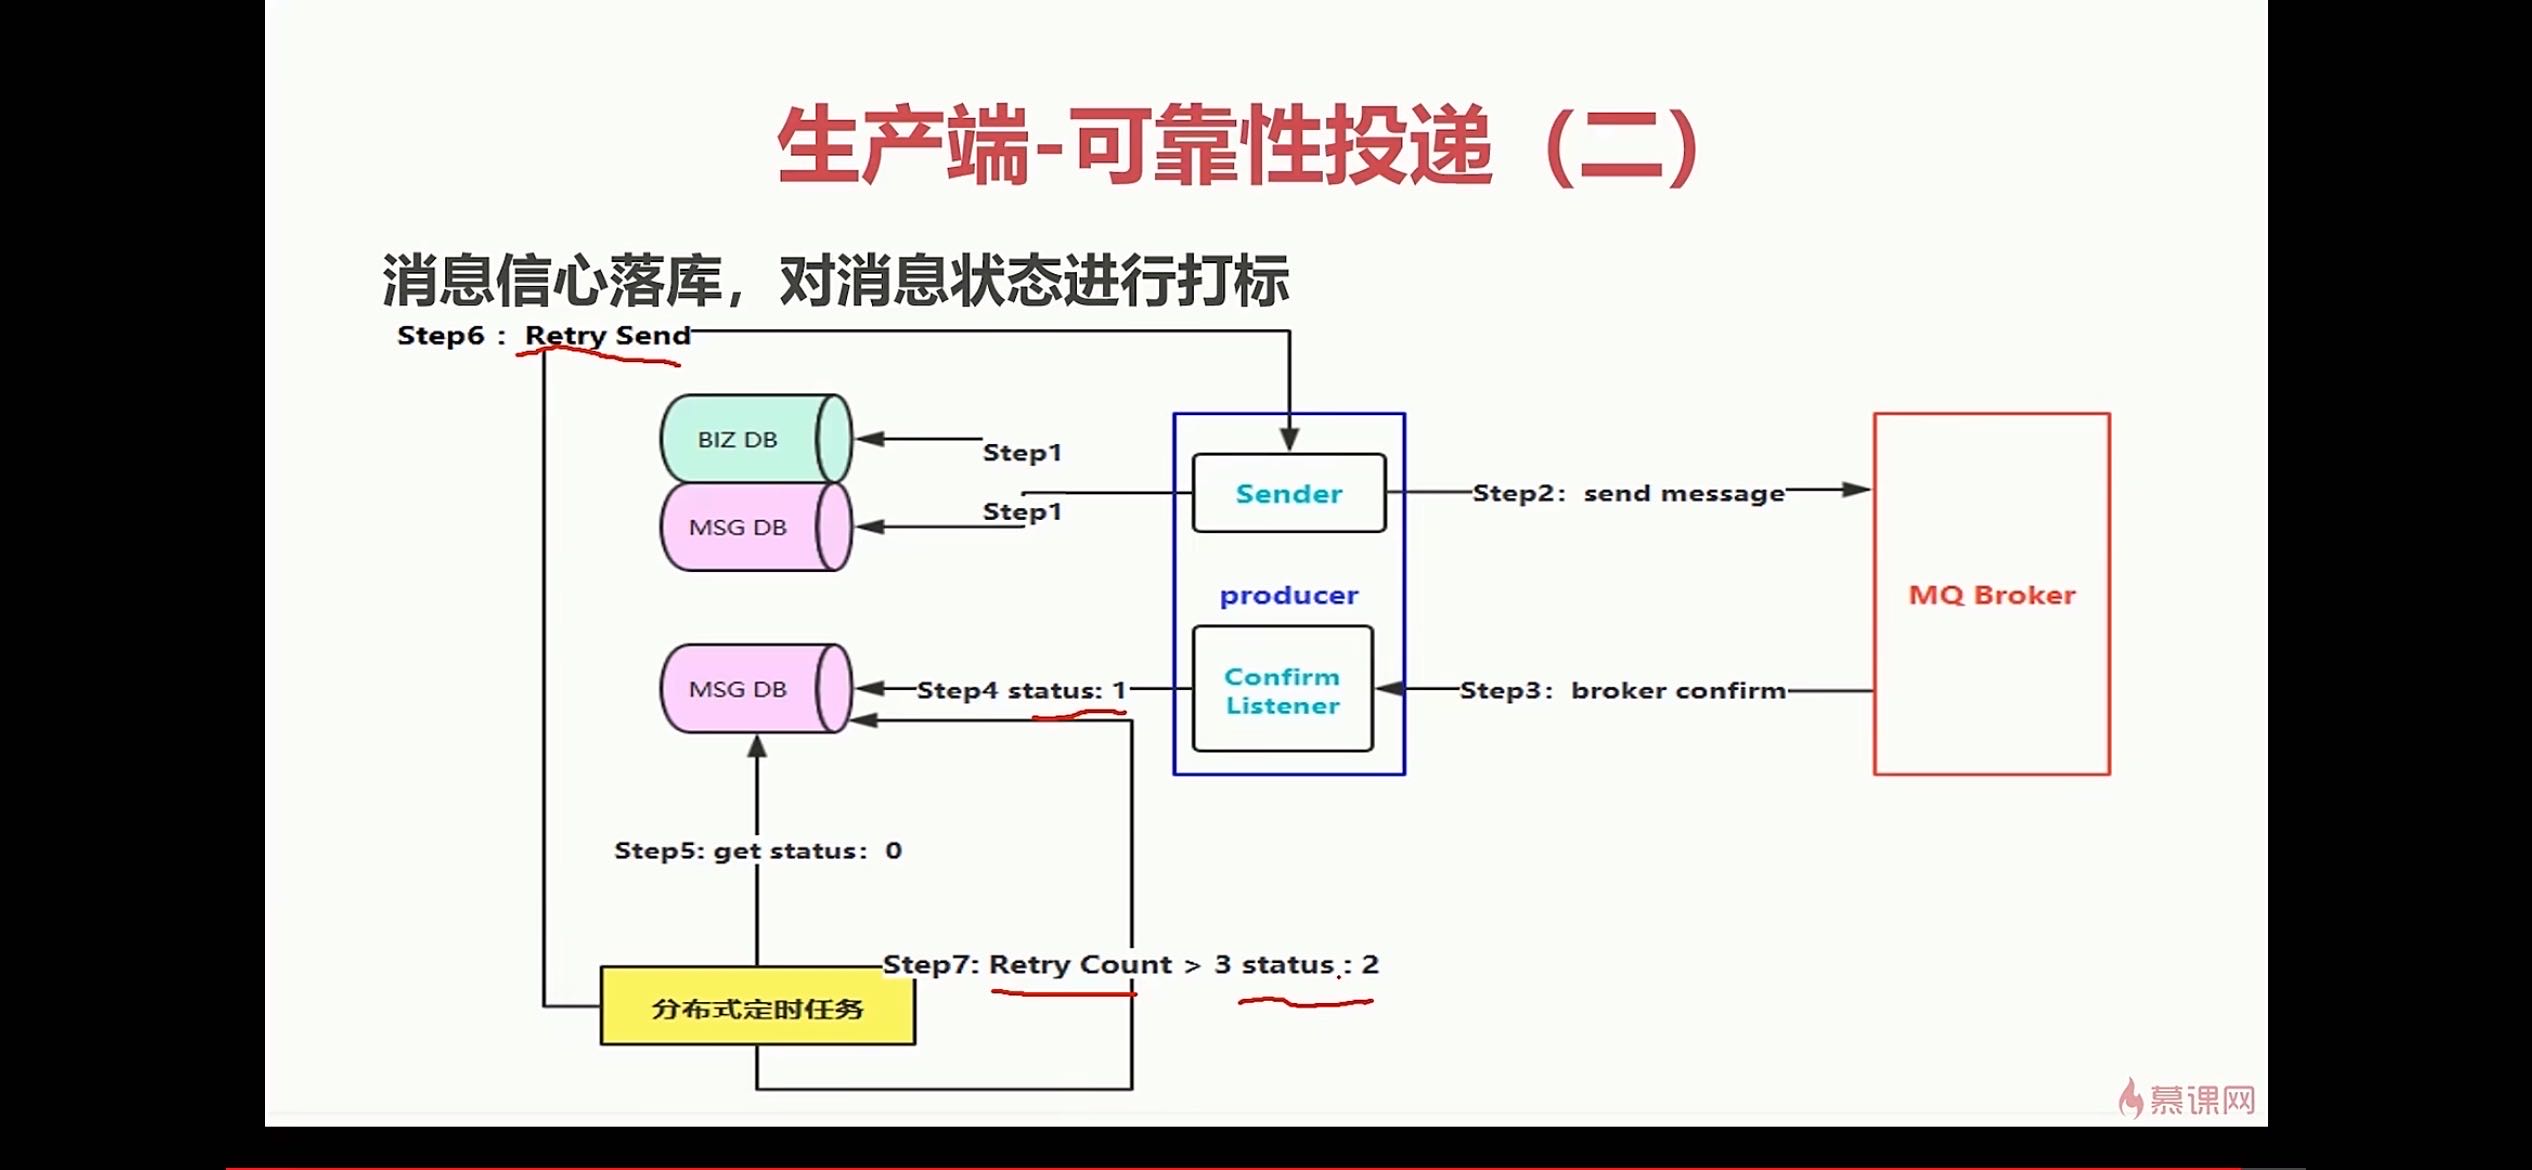 生产端-可靠性投递（二）
消息信心落库，对消息状态进行打标
Step6： Retry Send
BIZ DB
Step1
MSG DB
Step1
Sender
Step2：send message
producer
MQ Broker
MSG DB
Step4 status: 1
Confirm
Listener
Step3：broker confirm
Step5: get status：0
Step7: Retry Count > 3 status : 2
分布式定时任务
慕课网